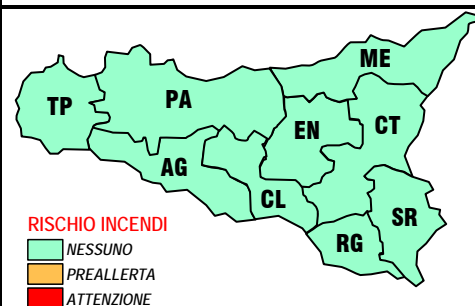 ME
TP
PA
EN
CT
AG
CL
SR
RG
RISCHIO INCENDI
NESSUNO
PREALLERTA
ATTENZIONE